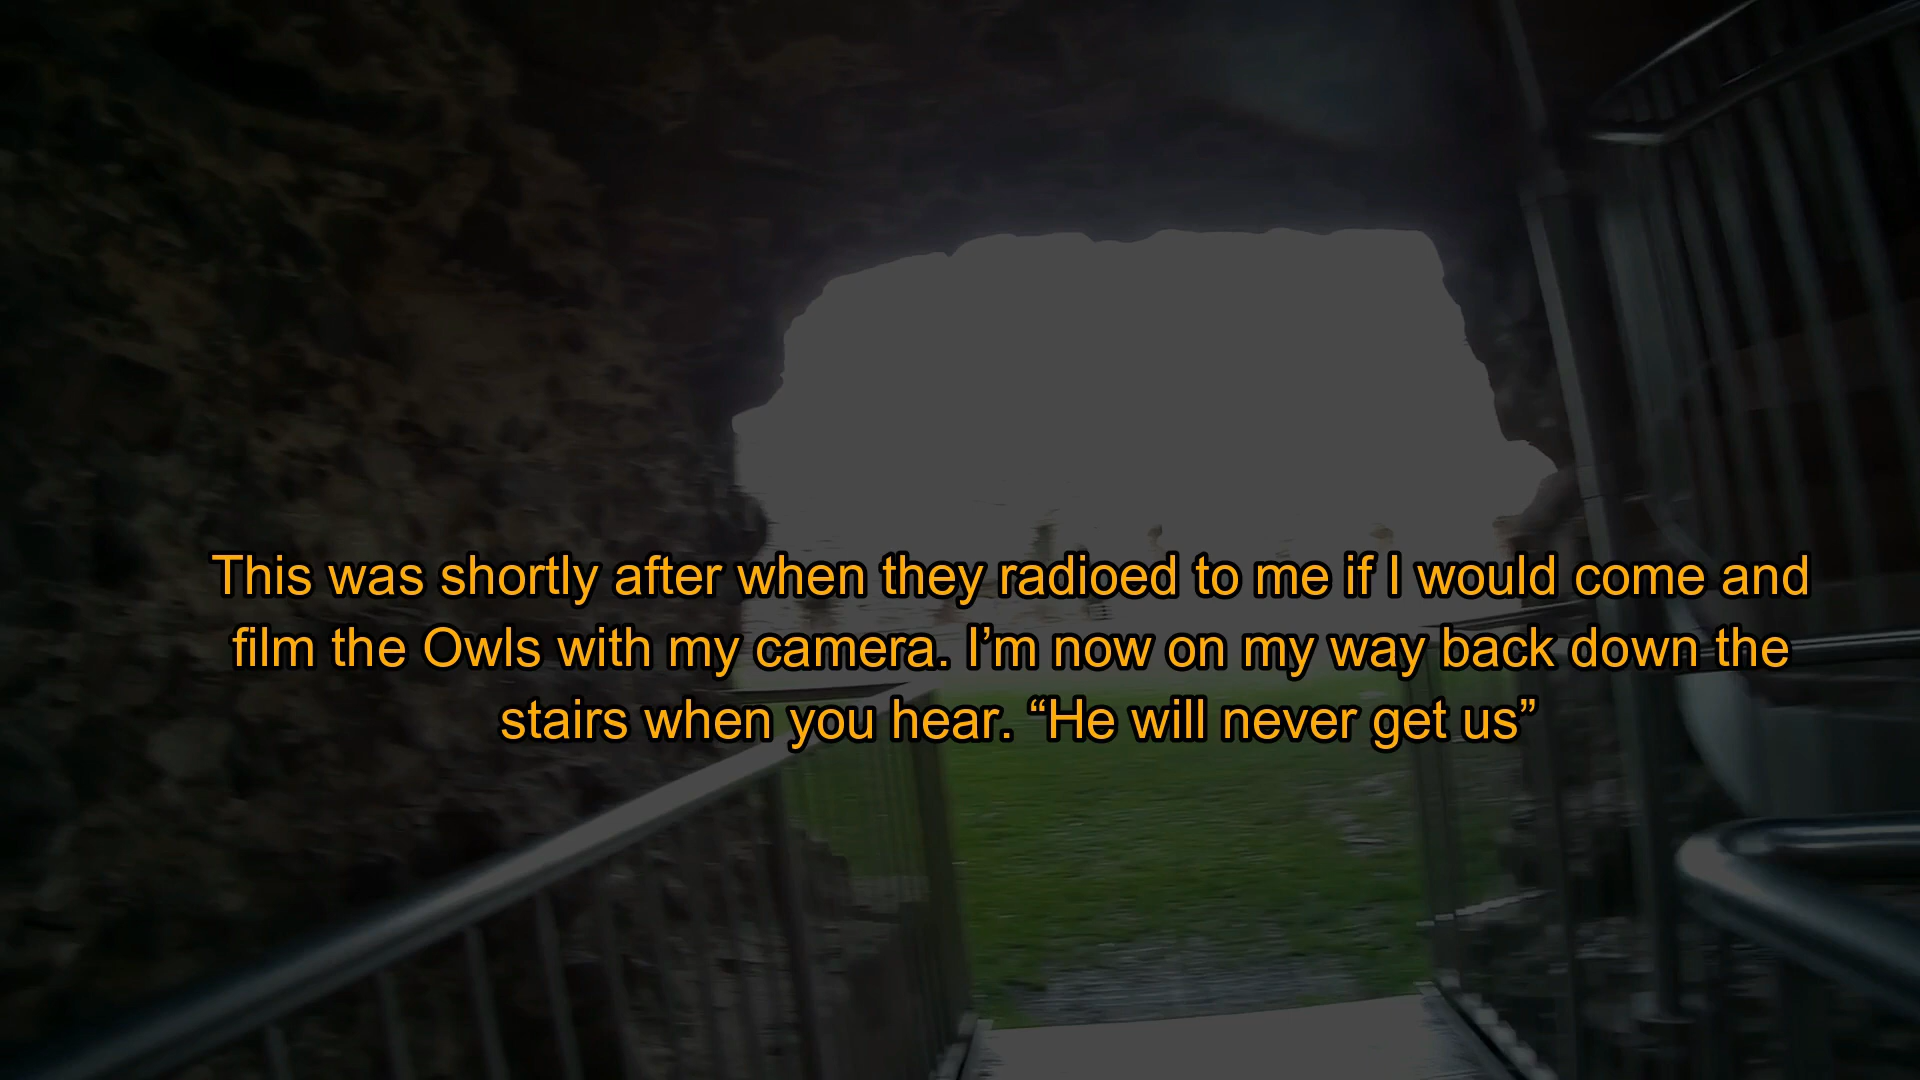 This was shortly after when they radioed to me if I would come and
film the Owls with my camera. I’m now on my way back down the
stairs when you hear. “He will never get us”